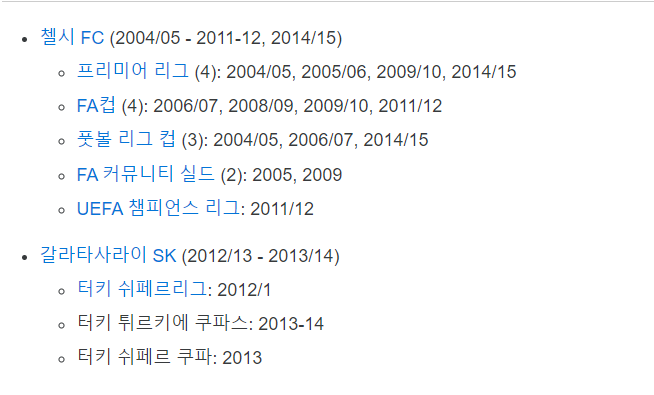 첼시 FC (2004/05 - 2011-12, 2014/15)
프리미어 리그 (4): 2004/05, 2005/06, 2009/10, 2014/15
FA컵 (4): 2006/07, 2008/09, 2009/10, 2011/12
풋볼 리그 컵 (3): 2004/05, 2006/07, 2014/15
FA 커뮤니티 실드 (2): 2005, 2009
UEFA 챔피언스 리그: 2011/12
갈라타사라이 SK (2012/13 - 2013/14)
터키 쉬페르리그: 2012/1
터키 튀르키에 쿠파스: 2013-14
터키 쉬페르 쿠파: 2013